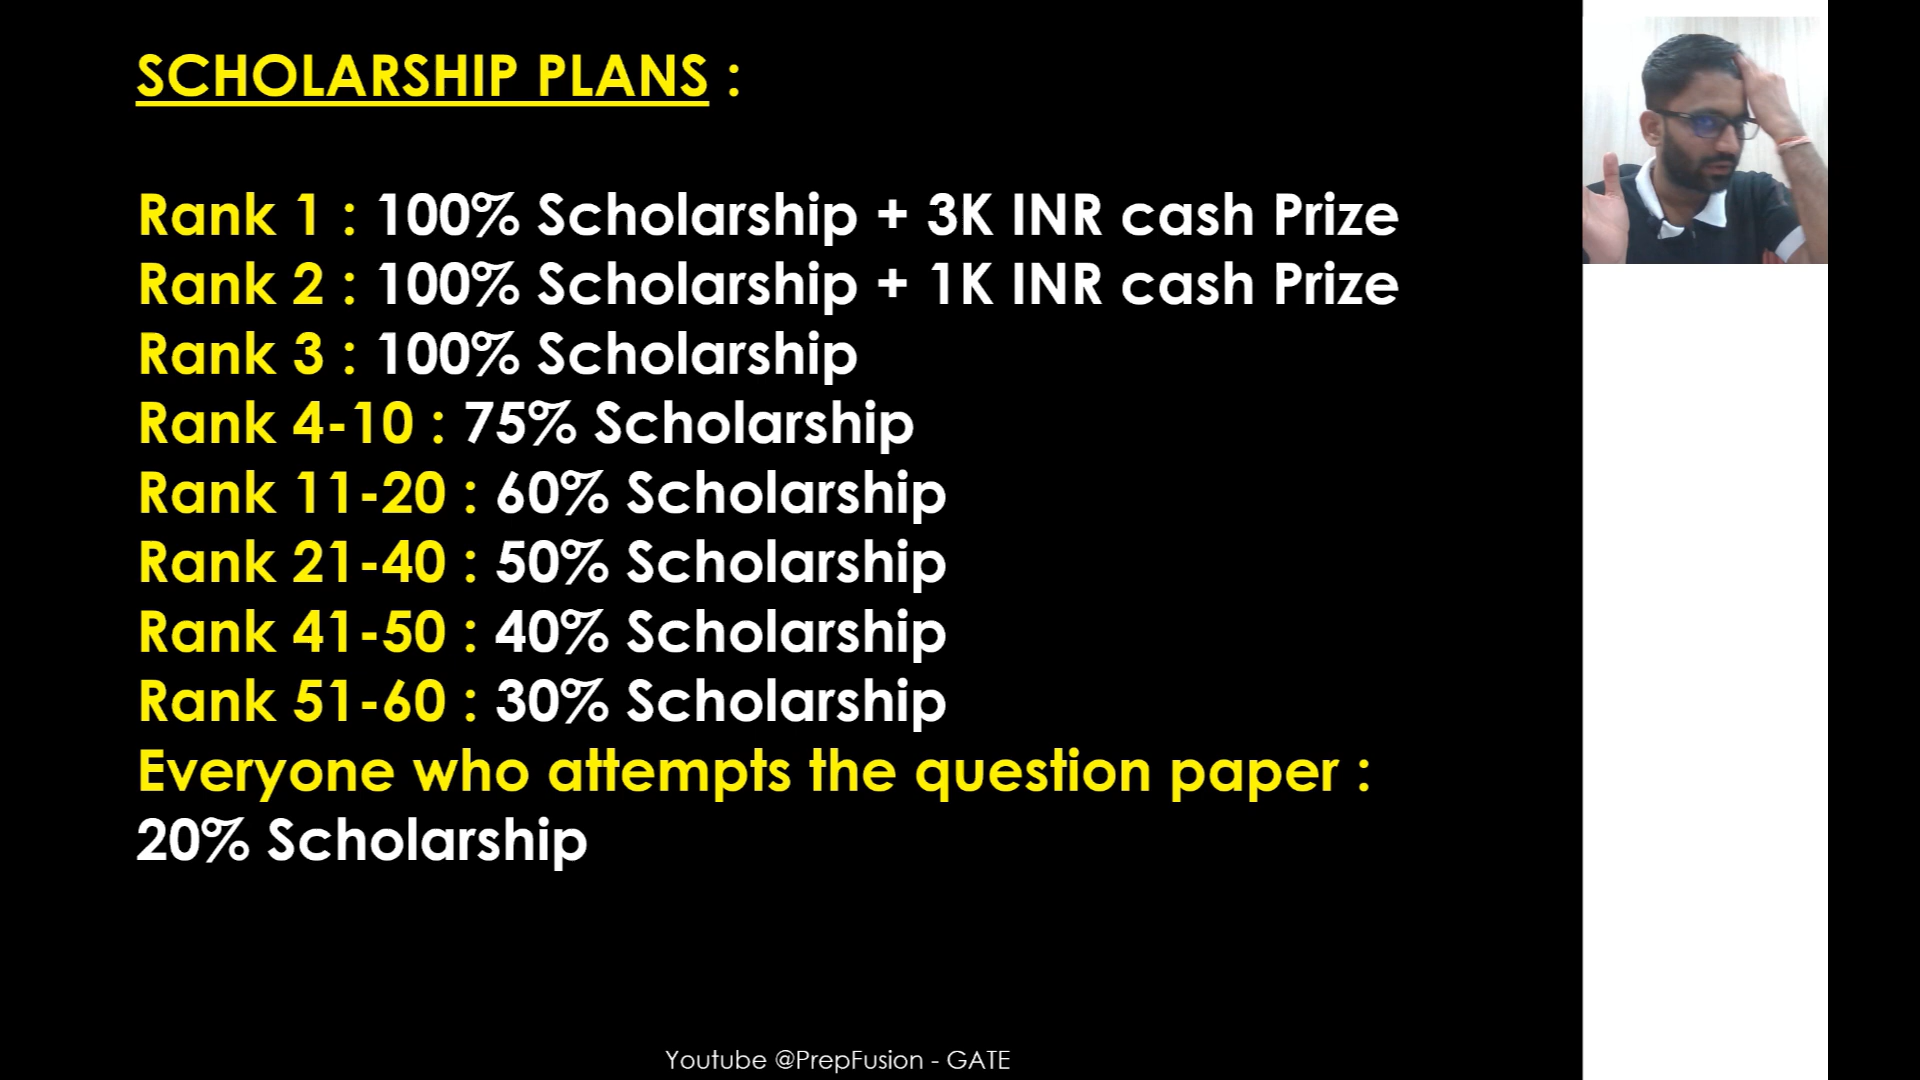 SCHOLARSHIP PLANS :
Rank 1 : 100% Scholarship + 3K INR cash Prize
Rank 2 : 100% Scholarship + 1K INR cash Prize
Rank 3 : 100% Scholarship
Rank 4-10 : 75% Scholarship
Rank 11-20 : 60% Scholarship
Rank 21-40 : 50% Scholarship
Rank 41-50 : 40% Scholarship
Rank 51-60 : 30% Scholarship
Everyone who attempts the question paper :
20% Scholarship
Youtube @PrepFusion - GATE